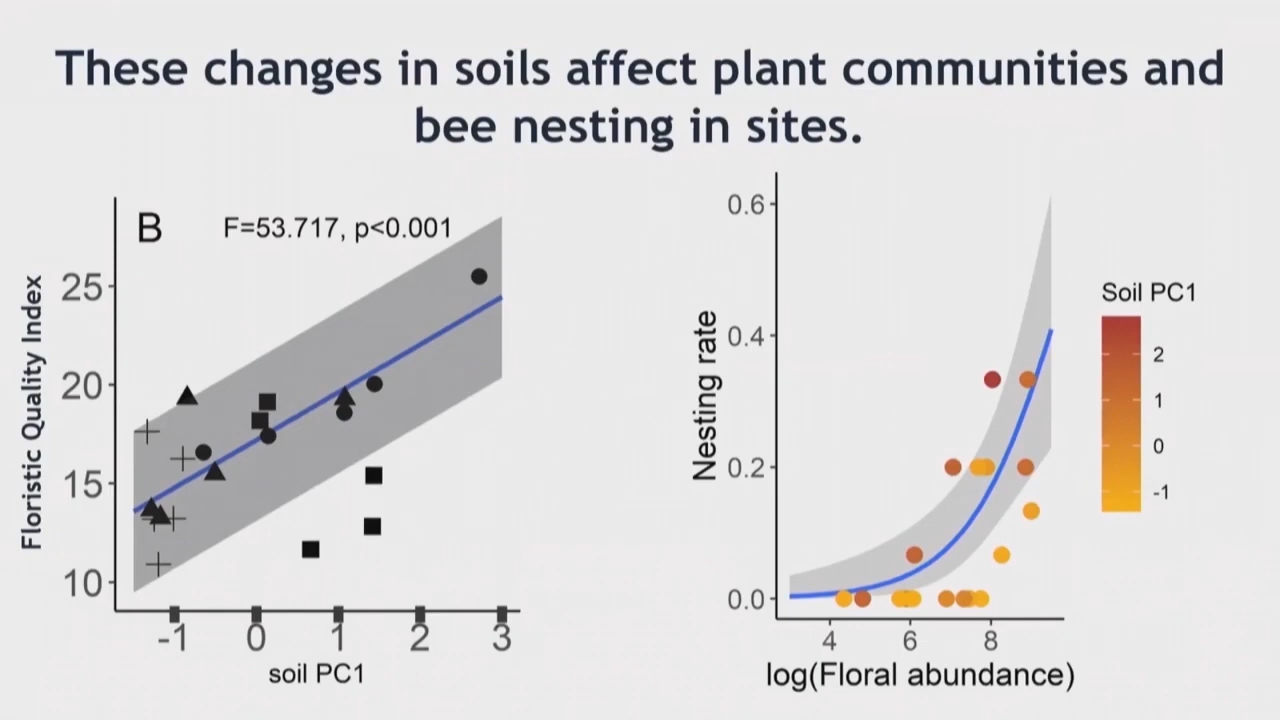 These changes in soils affect plant communities and
bee nesting in sites.
B
F=53.717, p<0.001
Floristic Quality Index
25
20
15
10
-1 0 1 2 3
soil PC1
Nesting rate
0.6
0.4
0.2
0.0
4 6 8
log(Floral abundance)
Soil PC1
2
1
0
-1